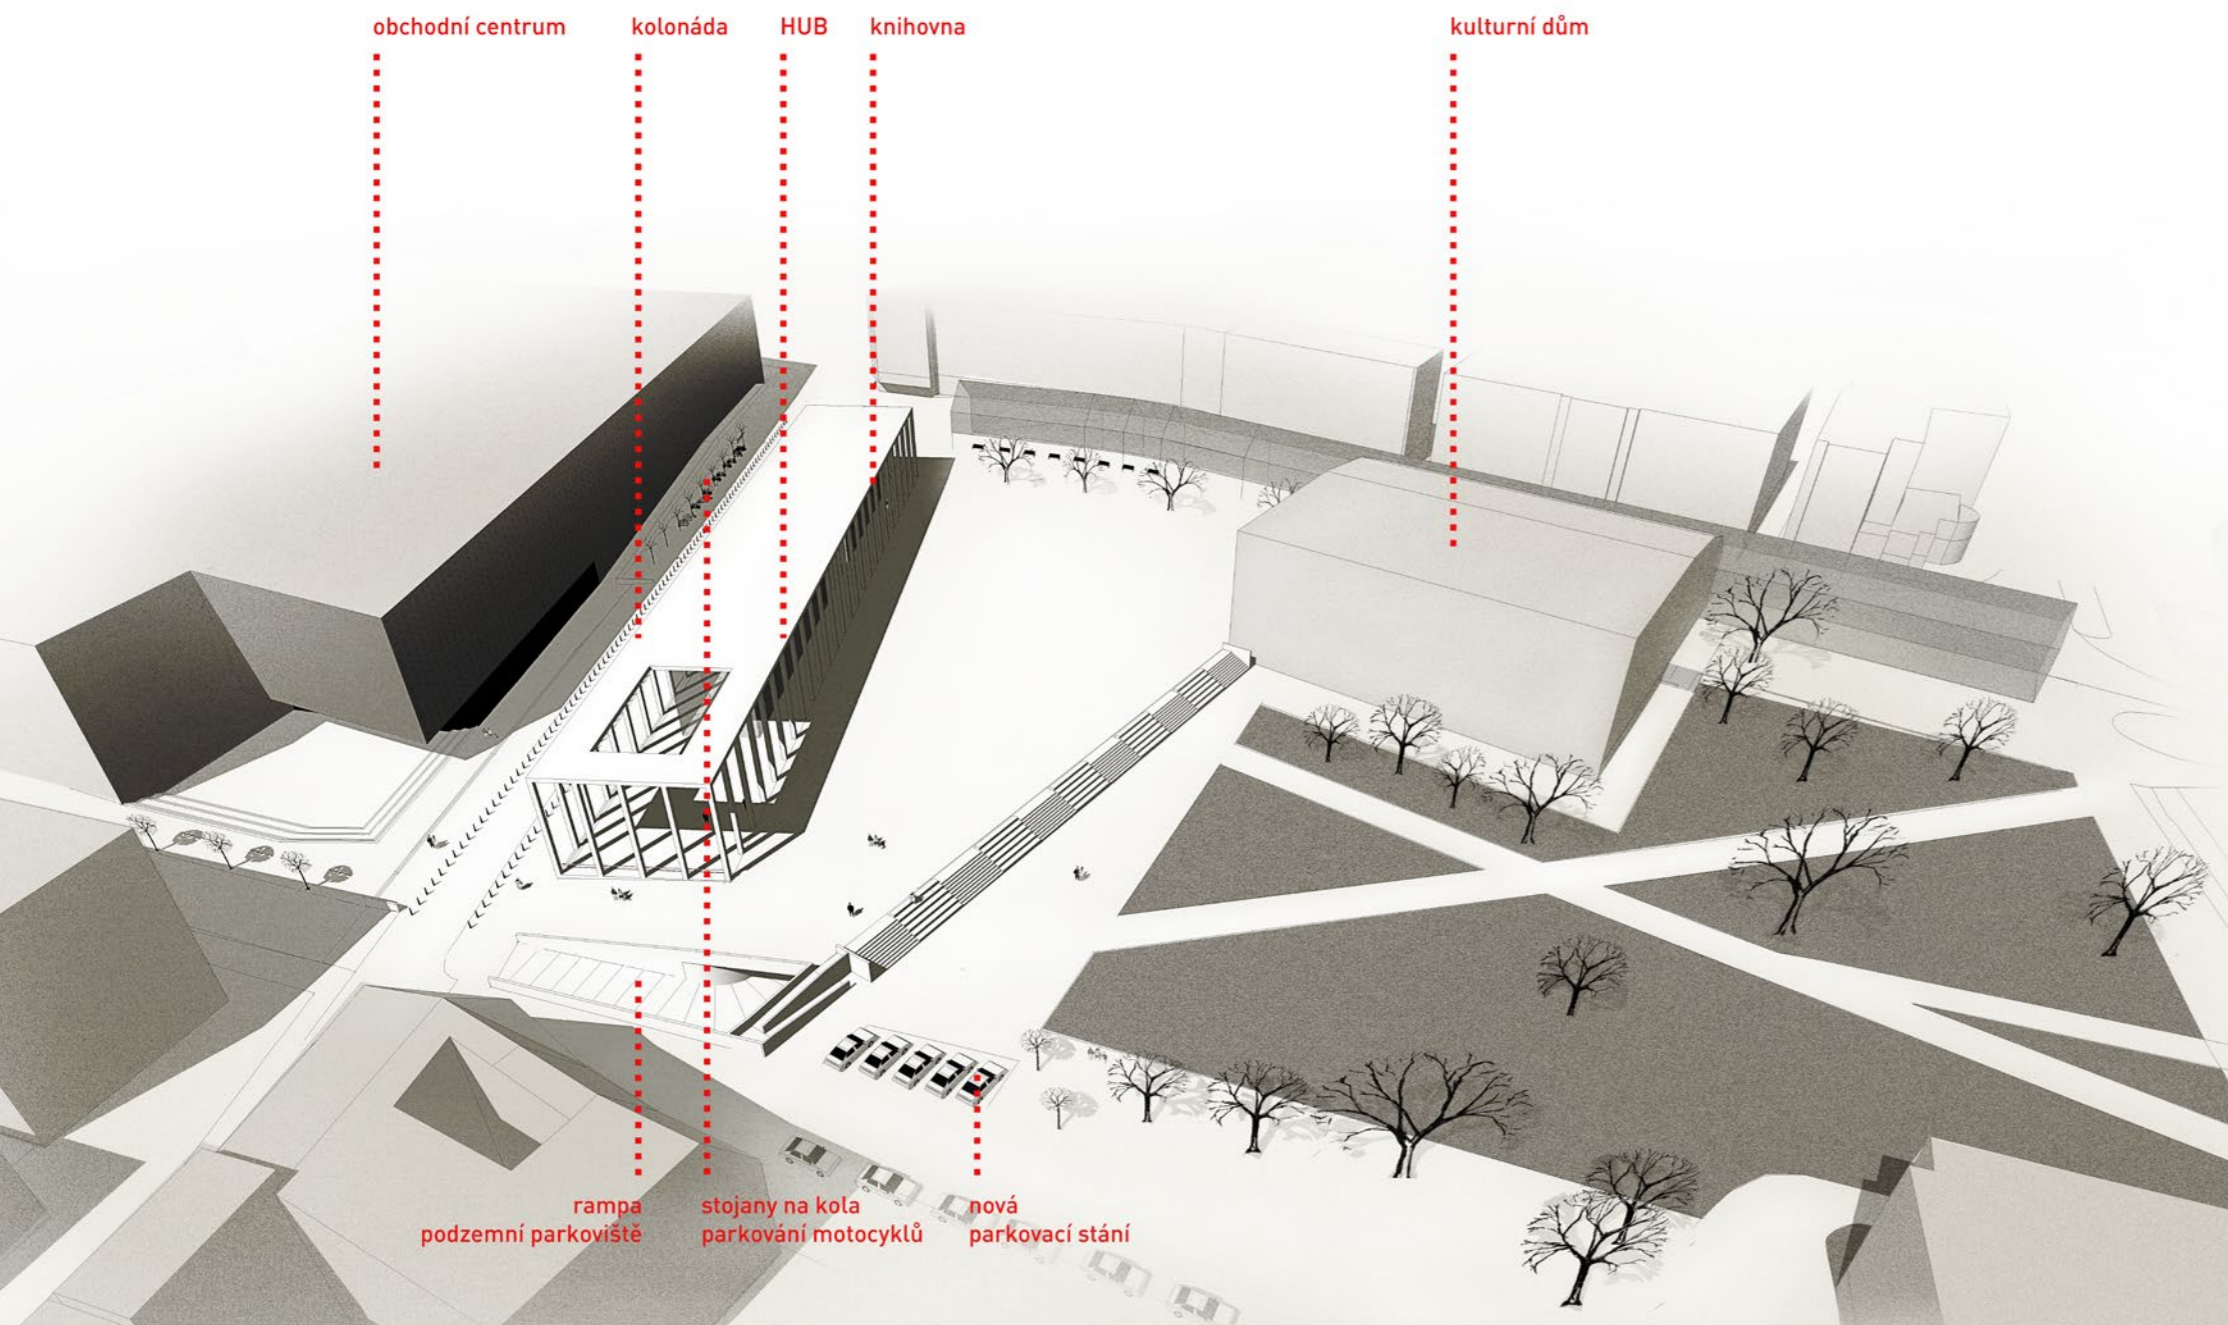 obchodní centrum
kolonáda
HUB
knihovna
kulturní dům
rampa
podzemní parkoviště
stojany na kola
parkování motocyklů
nová
parkovací stání